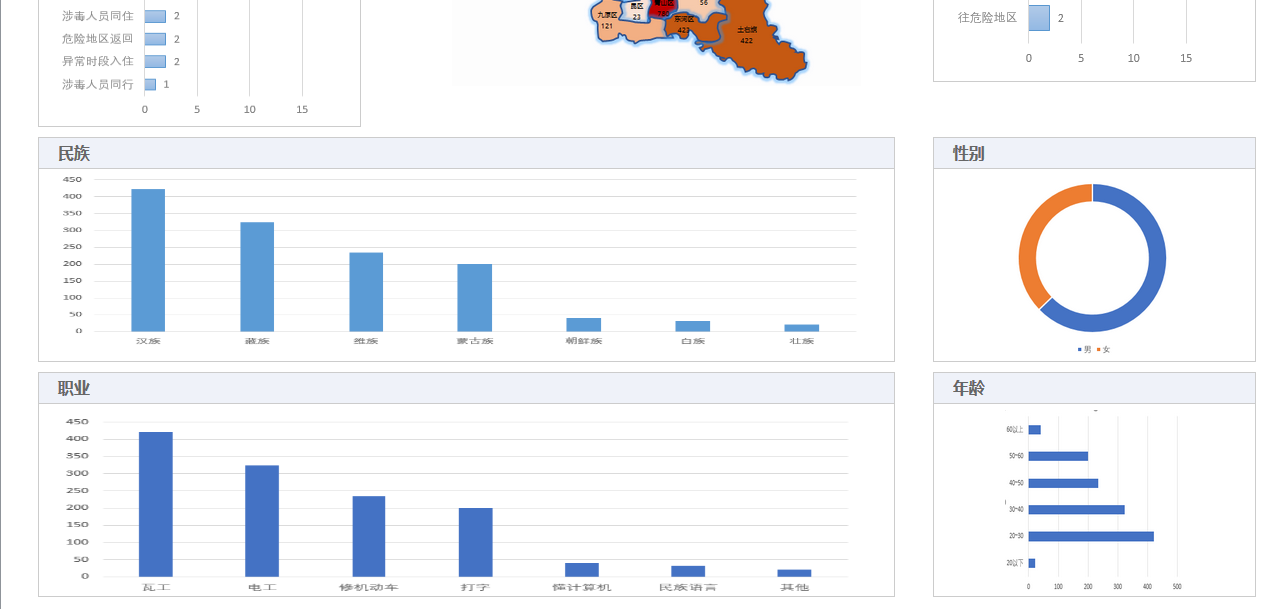 涉毒人员同住 2
危险地区返回 2
异常时段入住 2
涉毒人员同行 1
0 5 10 15
九原区
121
昆区
23
青山区
760
56
东河区
423
土右旗
422
往危险地区 2
0 5 10 15
民族
450
400
350
300
250
200
150
100
50
0
汉族 藏族 维族 蒙古族 朝鲜族 白族 壮族
性别
男 女
职业
450
400
350
300
250
200
150
100
50
0
瓦工 电工 修机动车 打字 懂计算机 民族语言 其他
年龄
60以上
50~60
40~50
30~40
20~30
20以下
0 100 200 300 400 500